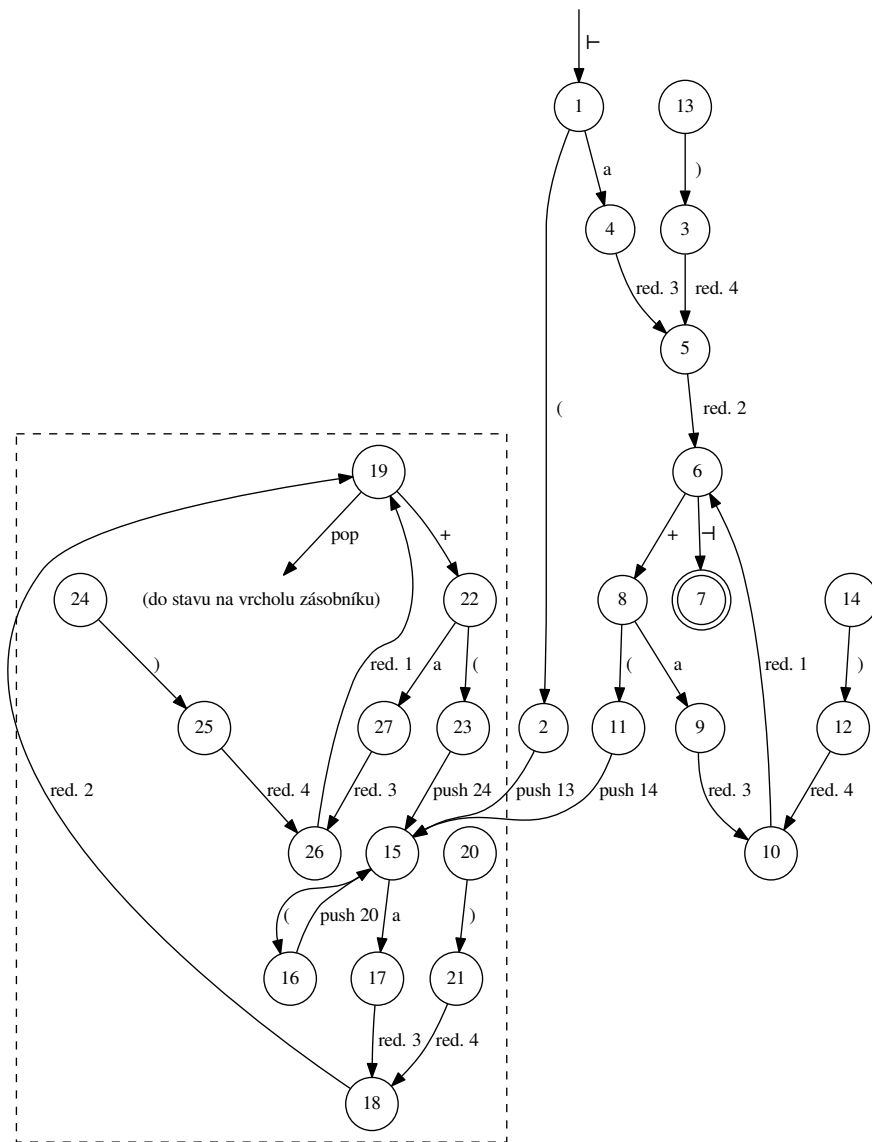 ⊢
1
13
a
)
4
3
red. 3
red. 4
5
red. 2
(
19
6
pop
+
+
⊣
24
(do stavu na vrcholu zásobníku)
22
8
7
14
)
red. 1
a
(
(
a
red. 1
)
25
27
23
2
11
9
12
red. 2
red. 4
red. 3
push 24
push 13
push 14
red. 3
red. 4
26
15
20
10
(
push 20
a
)
16
17
21
red. 3
red. 4
18